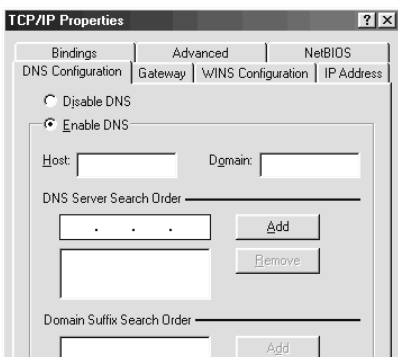 TCP/IP Properties
Bindings Advanced NetBIOS
DNS Configuration Gateway WINS Configuration IP Address
Disable DNS
Enable DNS
Host: Domain:
DNS Server Search Order
. . . Add
Remove
Domain Suffix Search Order
Add